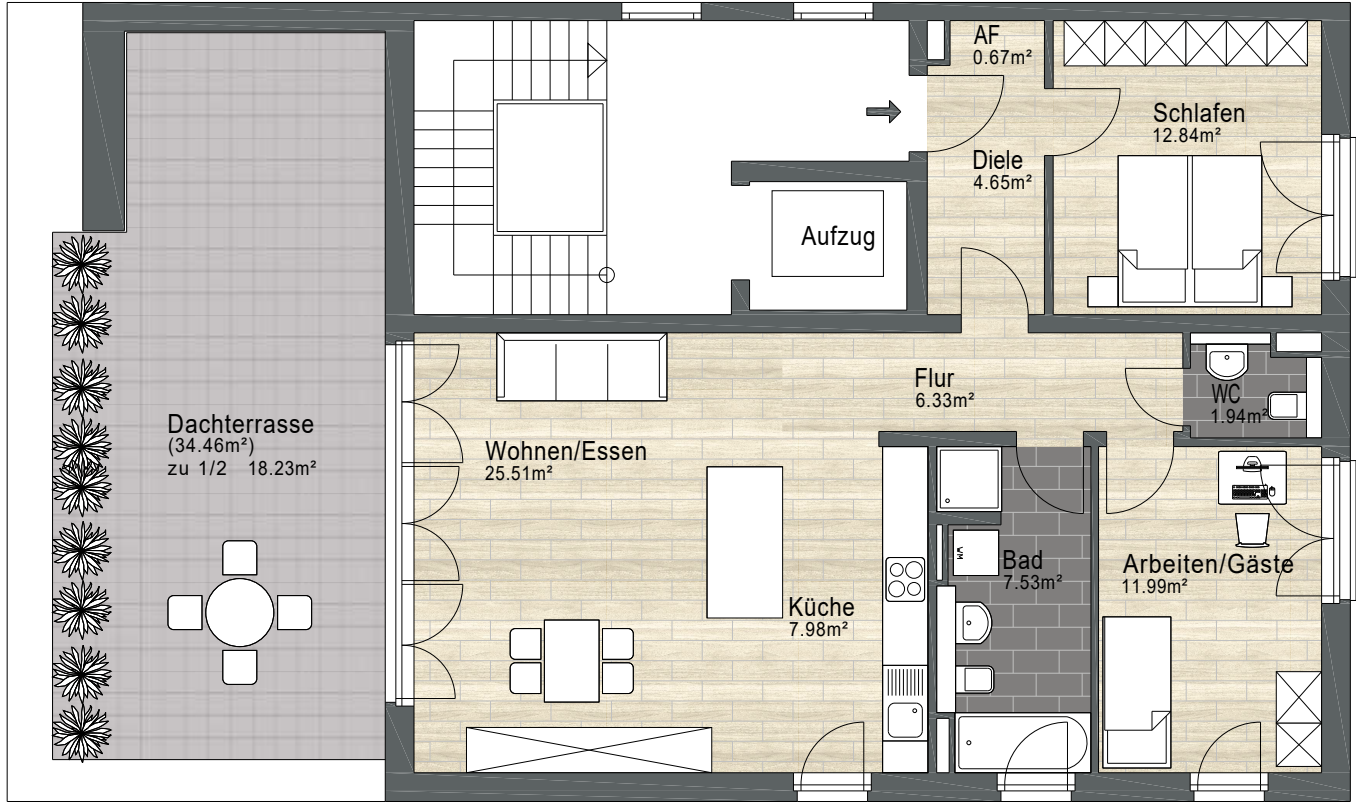 AF
0.67m²
Schlafen
12.84m²
Diele
4.65m²
Aufzug
Flur
6.33m²
WC
1.94m²
Dachterrasse
(34.46m²)
zu 1/2 18.23m²
Wohnen/Essen
25.51m²
WM
Bad
7.53m²
Arbeiten/Gäste
11.99m²
Küche
7.98m²